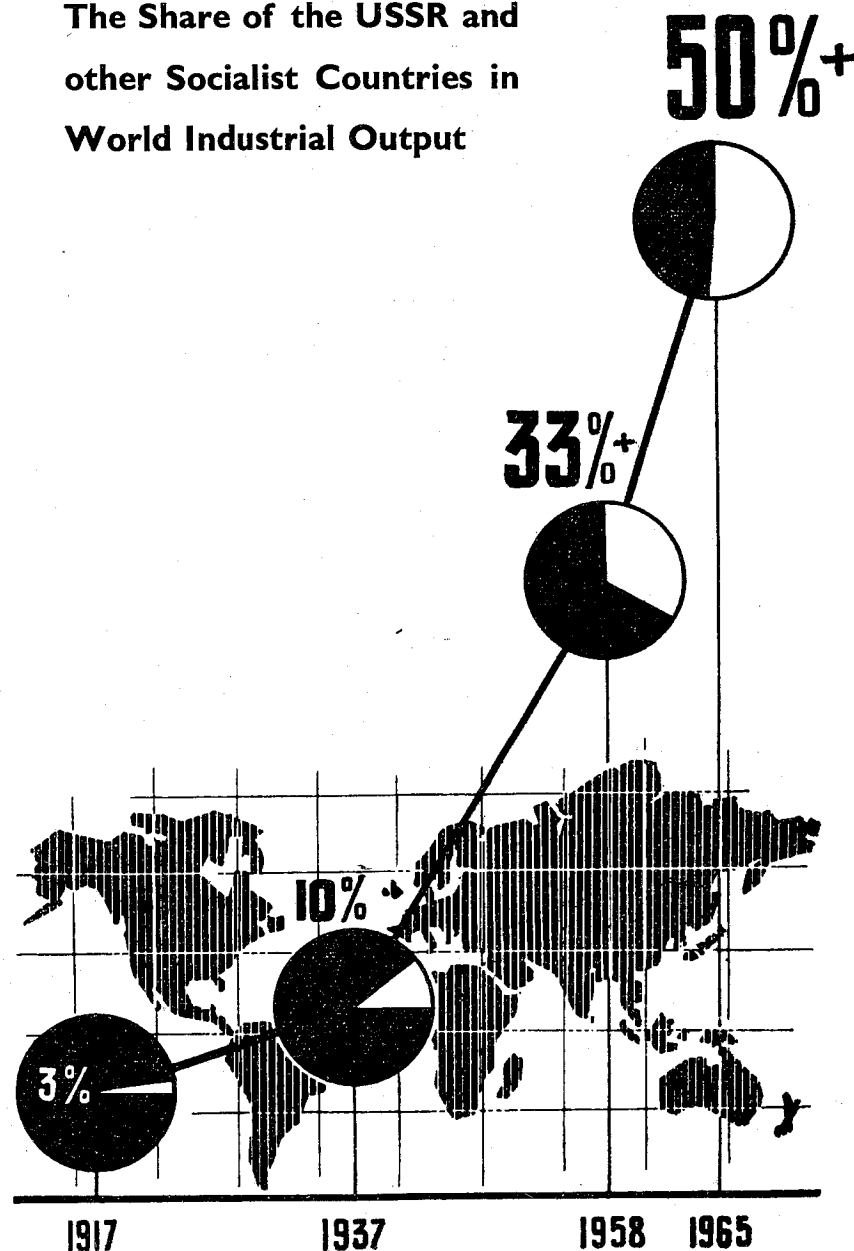 The Share of the USSR and
other Socialist Countries in
World Industrial Output
50%+
33%+
10%
3%
1917 1937 1958 1965